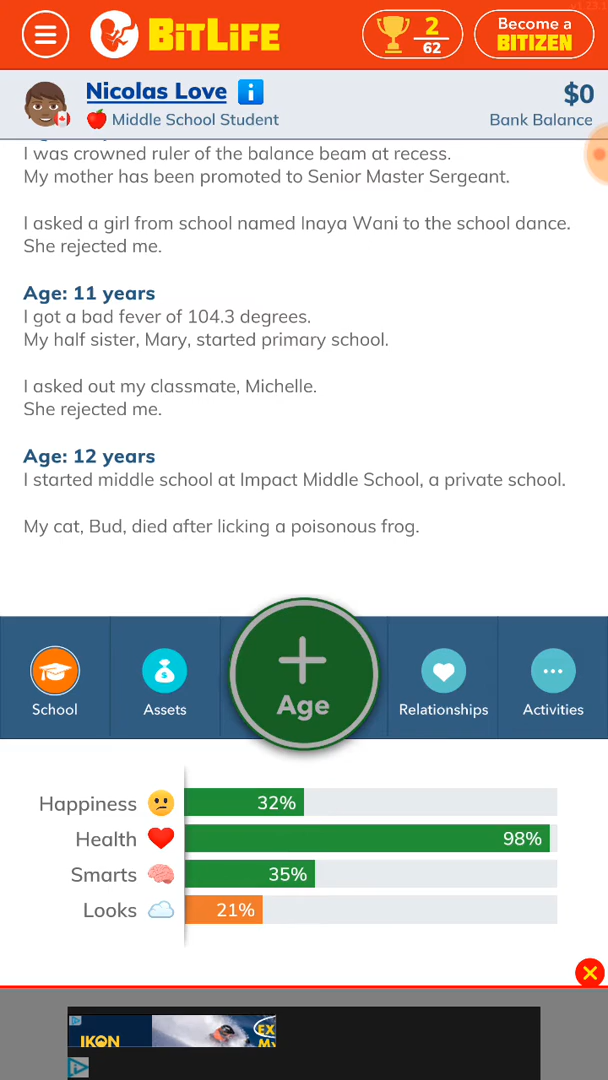 BITLIFE
2
62
Become a
BITIZEN
Nicolas Love i
Middle School Student
$0
Bank Balance
I was crowned ruler of the balance beam at recess.
My mother has been promoted to Senior Master Sergeant.
I asked a girl from school named Inaya Wani to the school dance.
She rejected me.
Age: 11 years
I got a bad fever of 104.3 degrees.
My half sister, Mary, started primary school.
I asked out my classmate, Michelle.
She rejected me.
Age: 12 years
I started middle school at Impact Middle School, a private school.
My cat, Bud, died after licking a poisonous frog.
School
Assets
Age
Relationships
Activities
Happiness 32%
Health 98%
Smarts 35%
Looks 21%
IKON